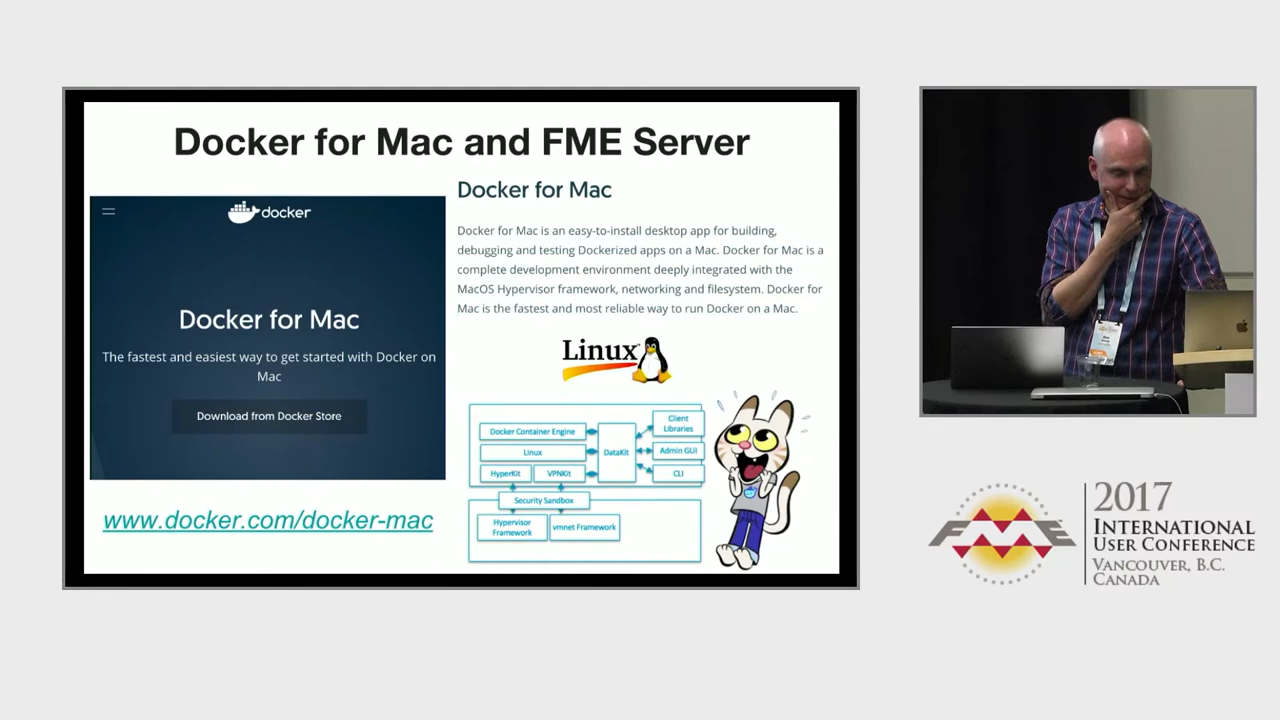 Docker for Mac and FME Server
docker
Docker for Mac
The fastest and easiest way to get started with Docker on
Mac
Download from Docker Store
www.docker.com/docker-mac
Docker for Mac
Docker for Mac is an easy-to-install desktop app for building,
debugging and testing Dockerized apps on a Mac. Docker for Mac is a
complete development environment deeply integrated with the
MacOS Hypervisor framework, networking and filesystem. Docker for
Mac is the fastest and most reliable way to run Docker on a Mac.
Linux
Docker Container Engine
Linux
HyperKit
VPNKit
DataKit
Client
Libraries
Admin GUI
CLI
Security Sandbox
Hypervisor
Framework
vmnet Framework
FME
2017
INTERNATIONAL
USER CONFERENCE
VANCOUVER, B.C.
CANADA